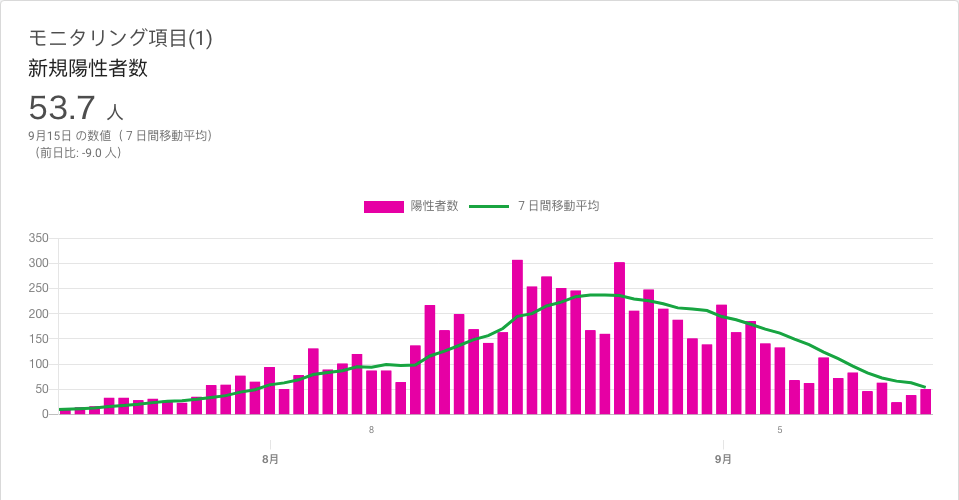 モニタリング項目(1)
新規陽性者数
53.7 人
9月15日 の数値（７日間移動平均）
（前日比: -9.0 人）
陽性者数 ７日間移動平均
350
300
250
200
150
100
50
0
8 5
8月 9月